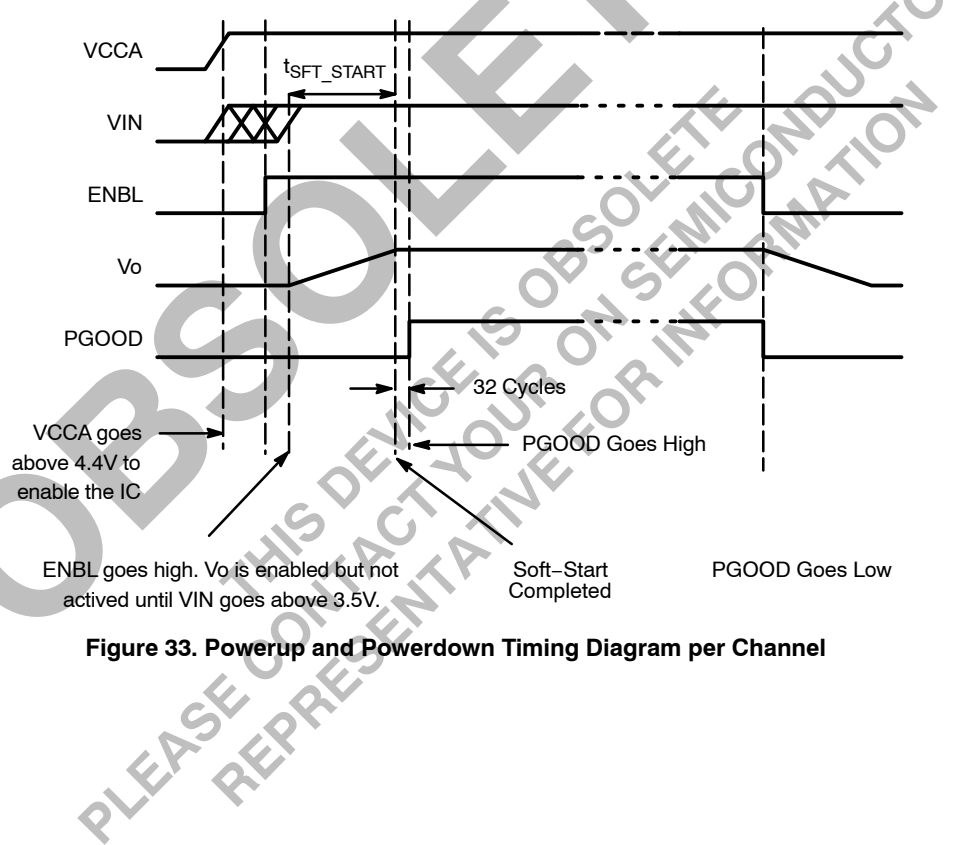 VCCA
tSFT_START
VIN
ENBL
Vo
PGOOD
32 Cycles
VCCA goes
above 4.4V to
enable the IC
PGOOD Goes High
ENBL goes high. Vo is enabled but not
actived until VIN goes above 3.5V.
Soft−Start
Completed
PGOOD Goes Low
Figure 33. Powerup and Powerdown Timing Diagram per Channel
THIS DEVICE IS OBSOLETE
PLEASE CONTACT YOUR ON SEMICONDUCTO
REPRESENTATIVE FOR INFORMATION
OBSOLET